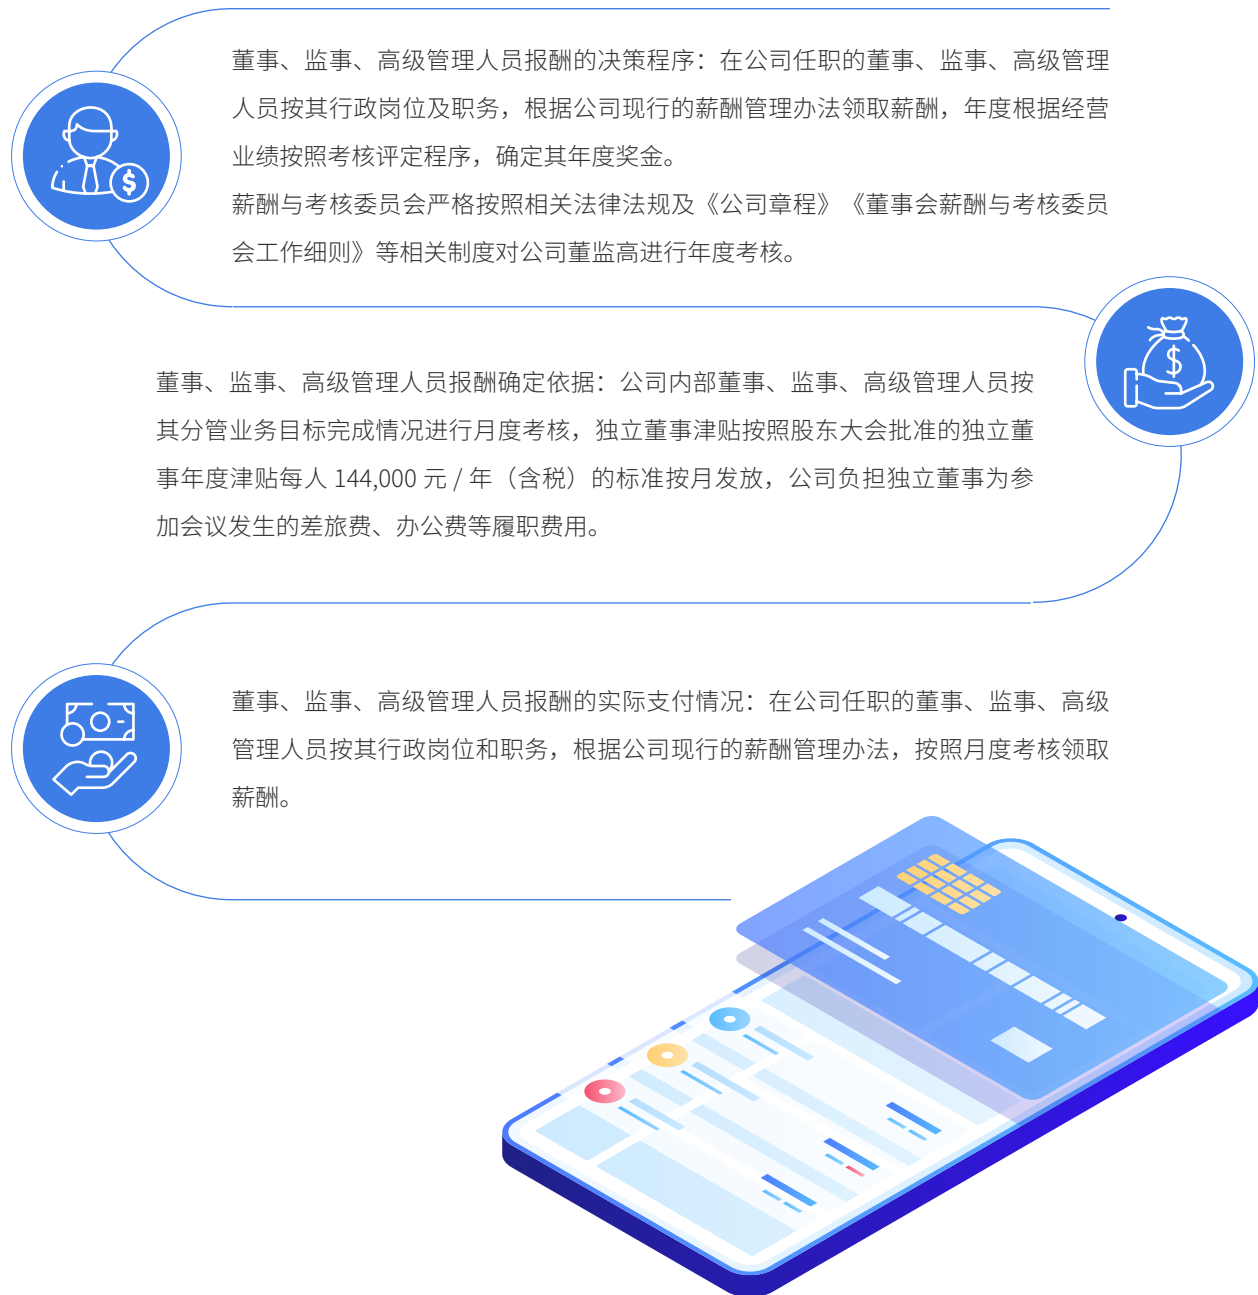 董事、监事、高级管理人员报酬的决策程序：在公司任职的董事、监事、高级管理
人员按其行政岗位及职务，根据公司现行的薪酬管理办法领取薪酬，年度根据经营
业绩按照考核评定程序，确定其年度奖金。
薪酬与考核委员会严格按照相关法律法规及《公司章程》《董事会薪酬与考核委员
会工作细则》等相关制度对公司董监高进行年度考核。
董事、监事、高级管理人员报酬确定依据：公司内部董事、监事、高级管理人员按
其分管业务目标完成情况进行月度考核，独立董事津贴按照股东大会批准的独立董
事年度津贴每人 144,000 元 / 年（含税）的标准按月发放，公司负担独立董事为参
加会议发生的差旅费、办公费等履职费用。
董事、监事、高级管理人员报酬的实际支付情况：在公司任职的董事、监事、高级
管理人员按其行政岗位和职务，根据公司现行的薪酬管理办法，按照月度考核领取
薪酬。